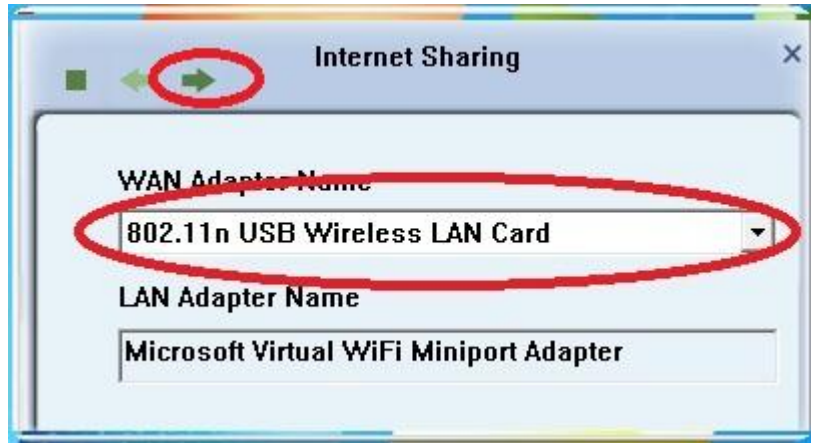 Internet Sharing
WAN Adapter Name
802.11n USB Wireless LAN Card
LAN Adapter Name
Microsoft Virtual WiFi Miniport Adapter